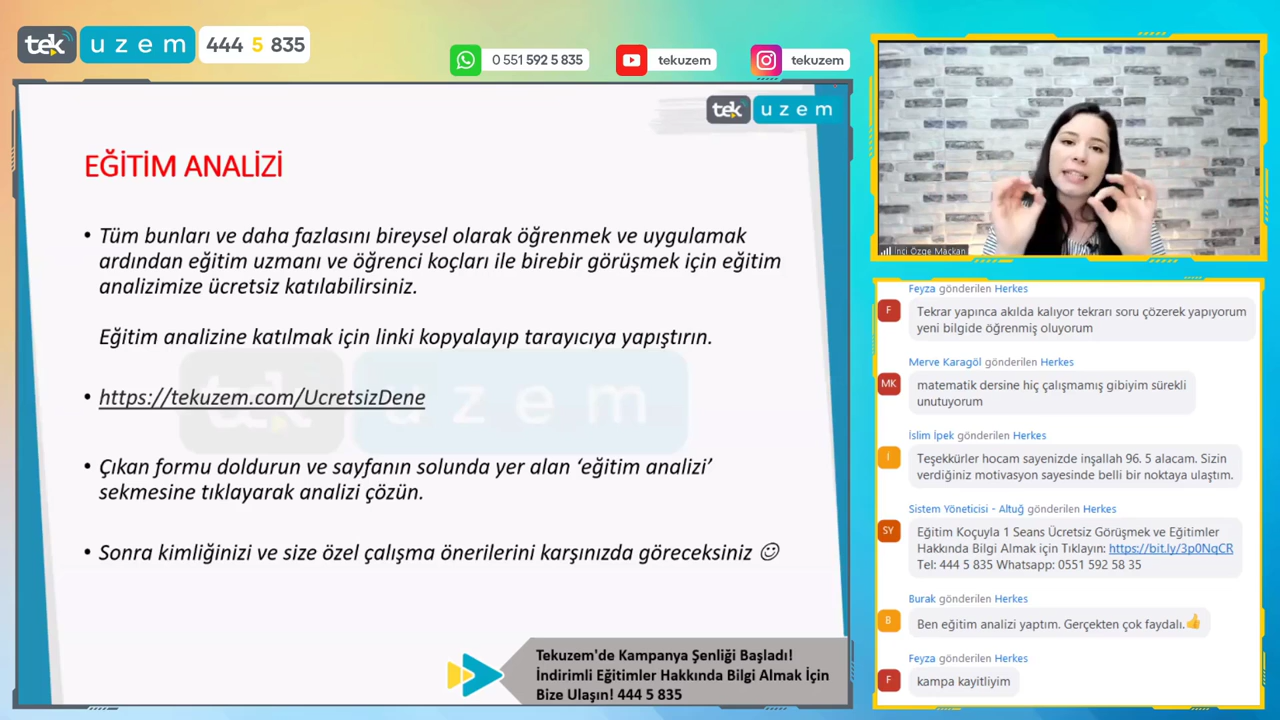 tek uzem 444 5 835
0 551 592 5 835
tekuzem
tekuzem
tek uzem
EĞİTİM ANALİZİ
• Tüm bunları ve daha fazlasını bireysel olarak öğrenmek ve uygulamak
ardından eğitim uzmanı ve öğrenci koçları ile birebir görüşmek için eğitim
analizimize ücretsiz katılabilirsiniz.
Eğitim analizine katılmak için linki kopyalayıp tarayıcıya yapıştırın.
tek uzem
• https://tekuzem.com/UcretsizDene
• Çıkan formu doldurun ve sayfanın solunda yer alan ‘eğitim analizi’
sekmesine tıklayarak analizi çözün.
• Sonra kimliğinizi ve size özel çalışma önerilerini karşınızda göreceksiniz ☺
Tekuzem'de Kampanya Şenliği Başladı!
İndirimli Eğitimler Hakkında Bilgi Almak İçin
Bize Ulaşın! 444 5 835
İnci Özge Maçkan
Feyza gönderilen Herkes
F
Tekrar yapınca akılda kalıyor tekrarı soru çözerek yapıyorum
yeni bilgide öğrenmiş oluyorum
Merve Karagöl gönderilen Herkes
MK
matematik dersine hiç çalışmamış gibiyim sürekli
unutuyorum
İslim İpek gönderilen Herkes
İ
Teşekkürler hocam sayenizde inşallah 96. 5 alacam. Sizin
verdiğiniz motivasyon sayesinde belli bir noktaya ulaştım.
Sistem Yöneticisi - Altuğ gönderilen Herkes
SY
Eğitim Koçuyla 1 Seans Ücretsiz Görüşmek ve Eğitimler
Hakkında Bilgi Almak için Tıklayın: https://bit.ly/3p0NqCR
Tel: 444 5 835 Whatsapp: 0551 592 58 35
Burak gönderilen Herkes
B
Ben eğitim analizi yaptım. Gerçekten çok faydalı.👍
Feyza gönderilen Herkes
F
kampa kayitliyim